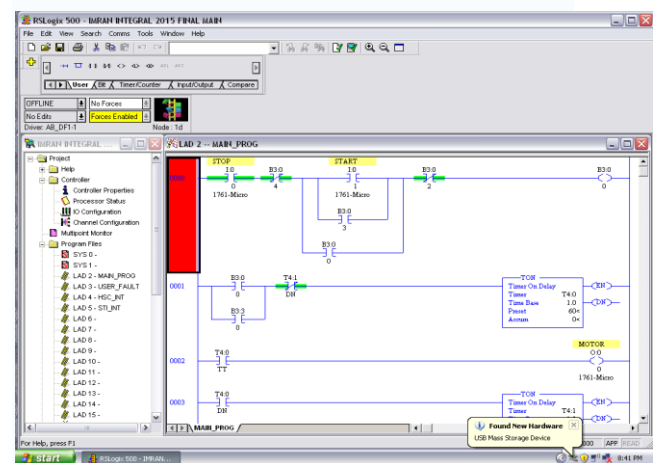 RSLogix 500 - IMRAN INTEGRAL 2015 FINAL MAIN
File Edit View Search Comms Tools Window Help
User Bit Timer/Counter Input/Output Compare
OFFLINE No Forces
No Edits Forces Enabled
Driver: AB_DF1-1 Node : 1d
IMRAN INTEGRAL ...
LAD 2 -- MAIN_PROG
Project
Help
Controller
Controller Properties
Processor Status
IO Configuration
Channel Configuration
Multipoint Monitor
Program Files
SYS 0 -
SYS 1 -
LAD 2 - MAIN_PROG
LAD 3 - USER_FAULT
LAD 4 - HSC_INT
LAD 5 - STI_INT
LAD 6 -
LAD 7 -
LAD 8 -
LAD 9 -
LAD 10 -
LAD 11 -
LAD 12 -
LAD 13 -
LAD 14 -
LAD 15 -
0000
STOP START
I:0 B3:0 I:0 B3:0 B3:0
0 4 1 2 0
1761-Micro 1761-Micro
B3:0
3
B3:0
0
0001
B3:0 T4:1
0 DN
B3:3
0
TON
Timer On Delay EN
Timer T4:0
Time Base 1.0 DN
Preset 60<
Accum 0<
0002
T4:0
TT
MOTOR
O:0
0
1761-Micro
0003
T4:0
DN
TON
Timer On Delay EN
Timer T4:1
DN
MAIN_PROG
Found New Hardware
USB Mass Storage Device
For Help, press F1
000 APP READ
start RSLogix 500 - IMRAN...
8:41 PM